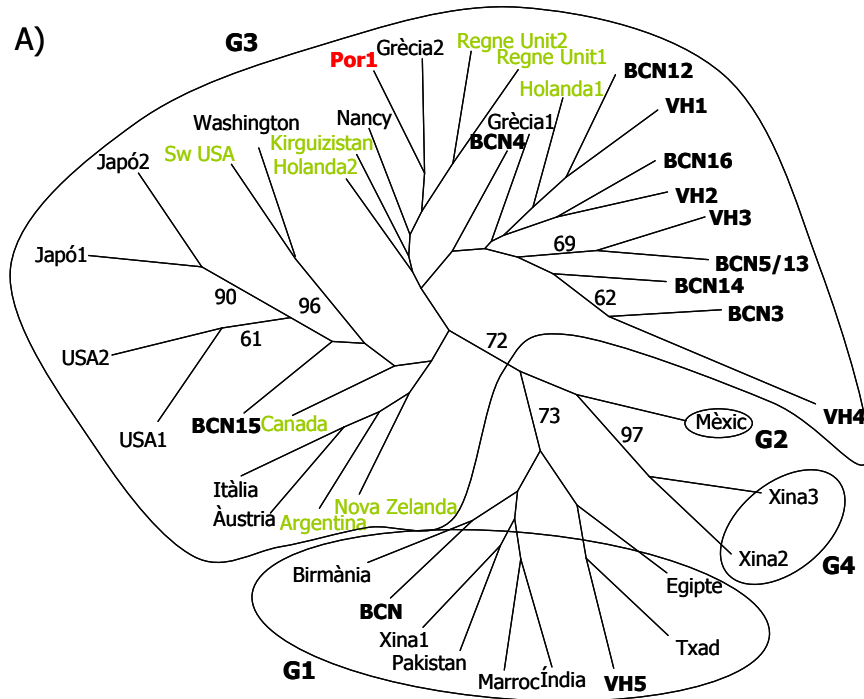 A)
G3
Grècia2
Regne Unit2
Por1
Regne Unit1
BCN12
Holanda1
VH1
Nancy
Washington
Grècia1
BCN4
Kirguizistan
Sw USA
Japó2
Holanda2
BCN16
VH2
VH3
69
Japó1
BCN5/13
BCN14
90
96
62
BCN3
61
72
USA2
VH4
73
Mèxic
BCN15
Canada
USA1
97
G2
Itàlia
Xina3
Nova Zelanda
Àustria
Argentina
Xina2
G4
Birmània
Egipte
BCN
Xina1
Txad
Pakistan
G1
Marroc
Índia
VH5